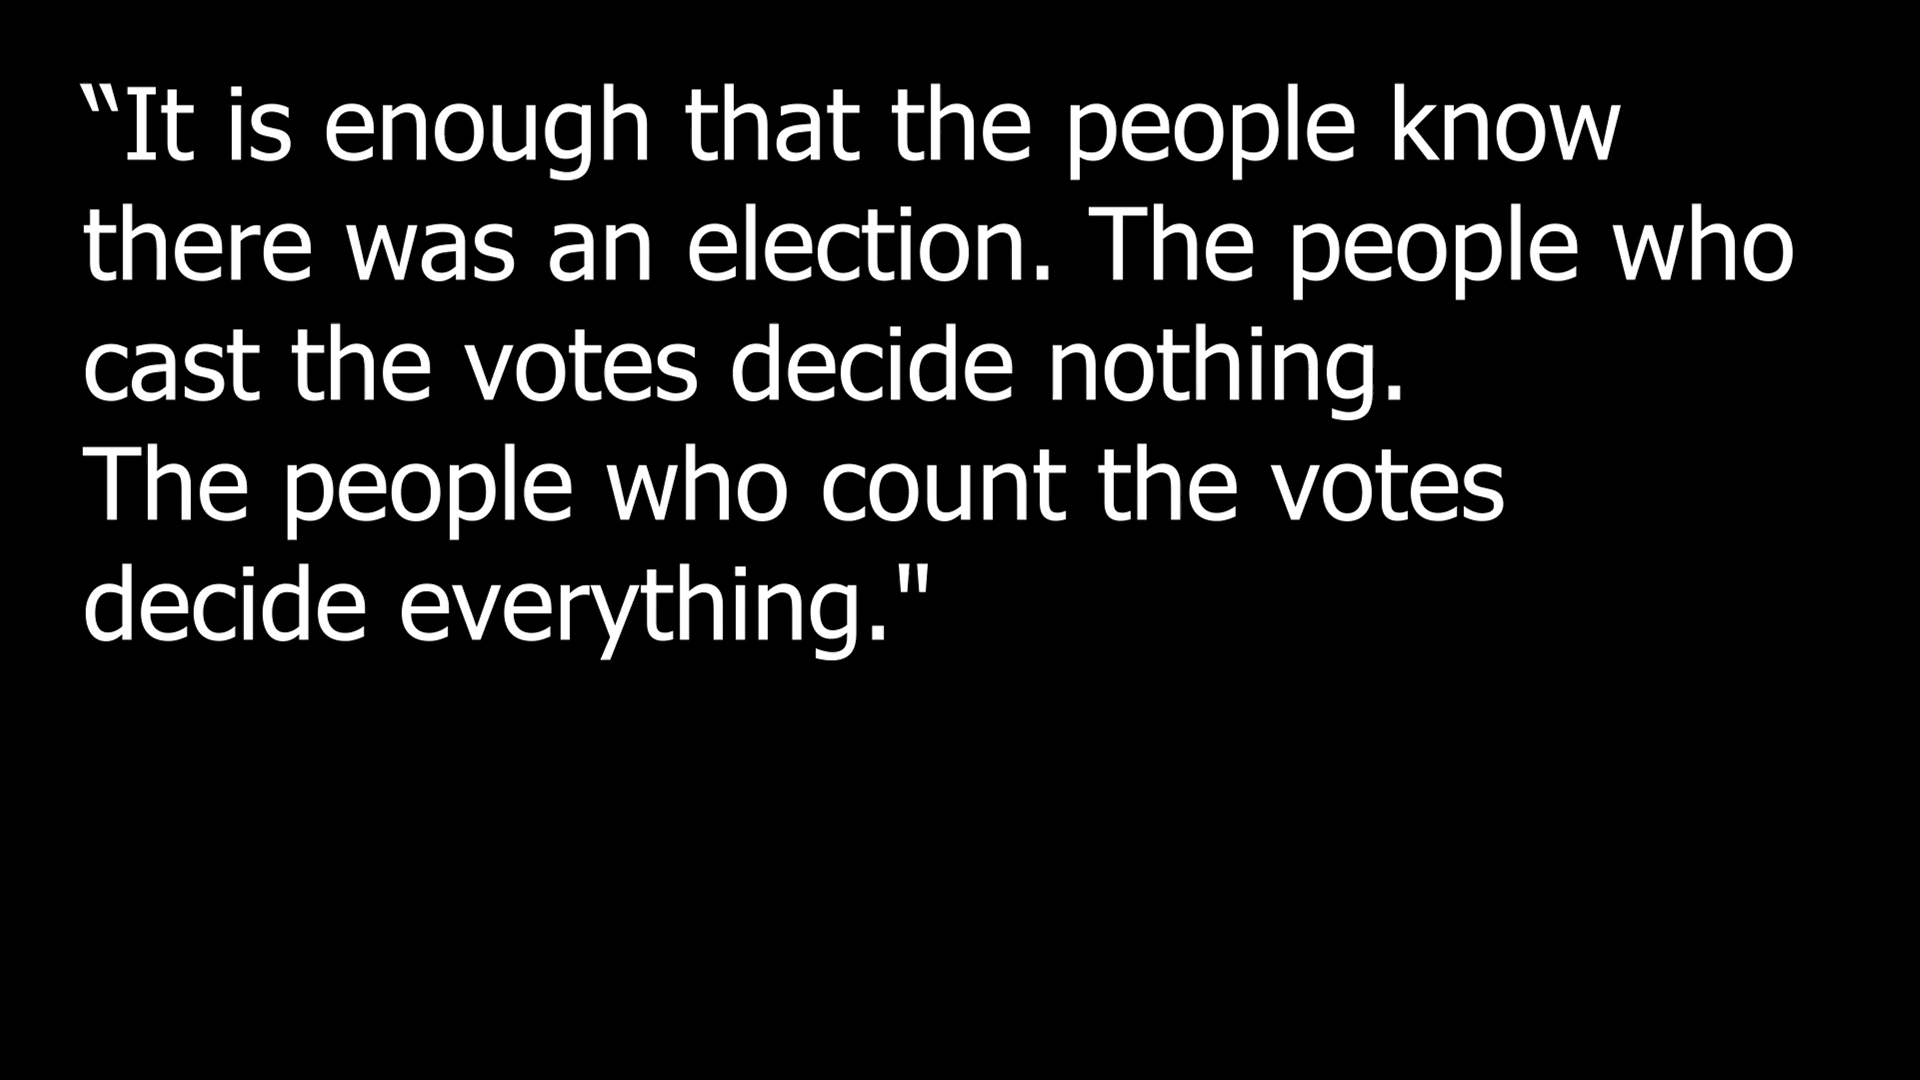 “It is enough that the people know
there was an election. The people who
cast the votes decide nothing.
The people who count the votes
decide everything."